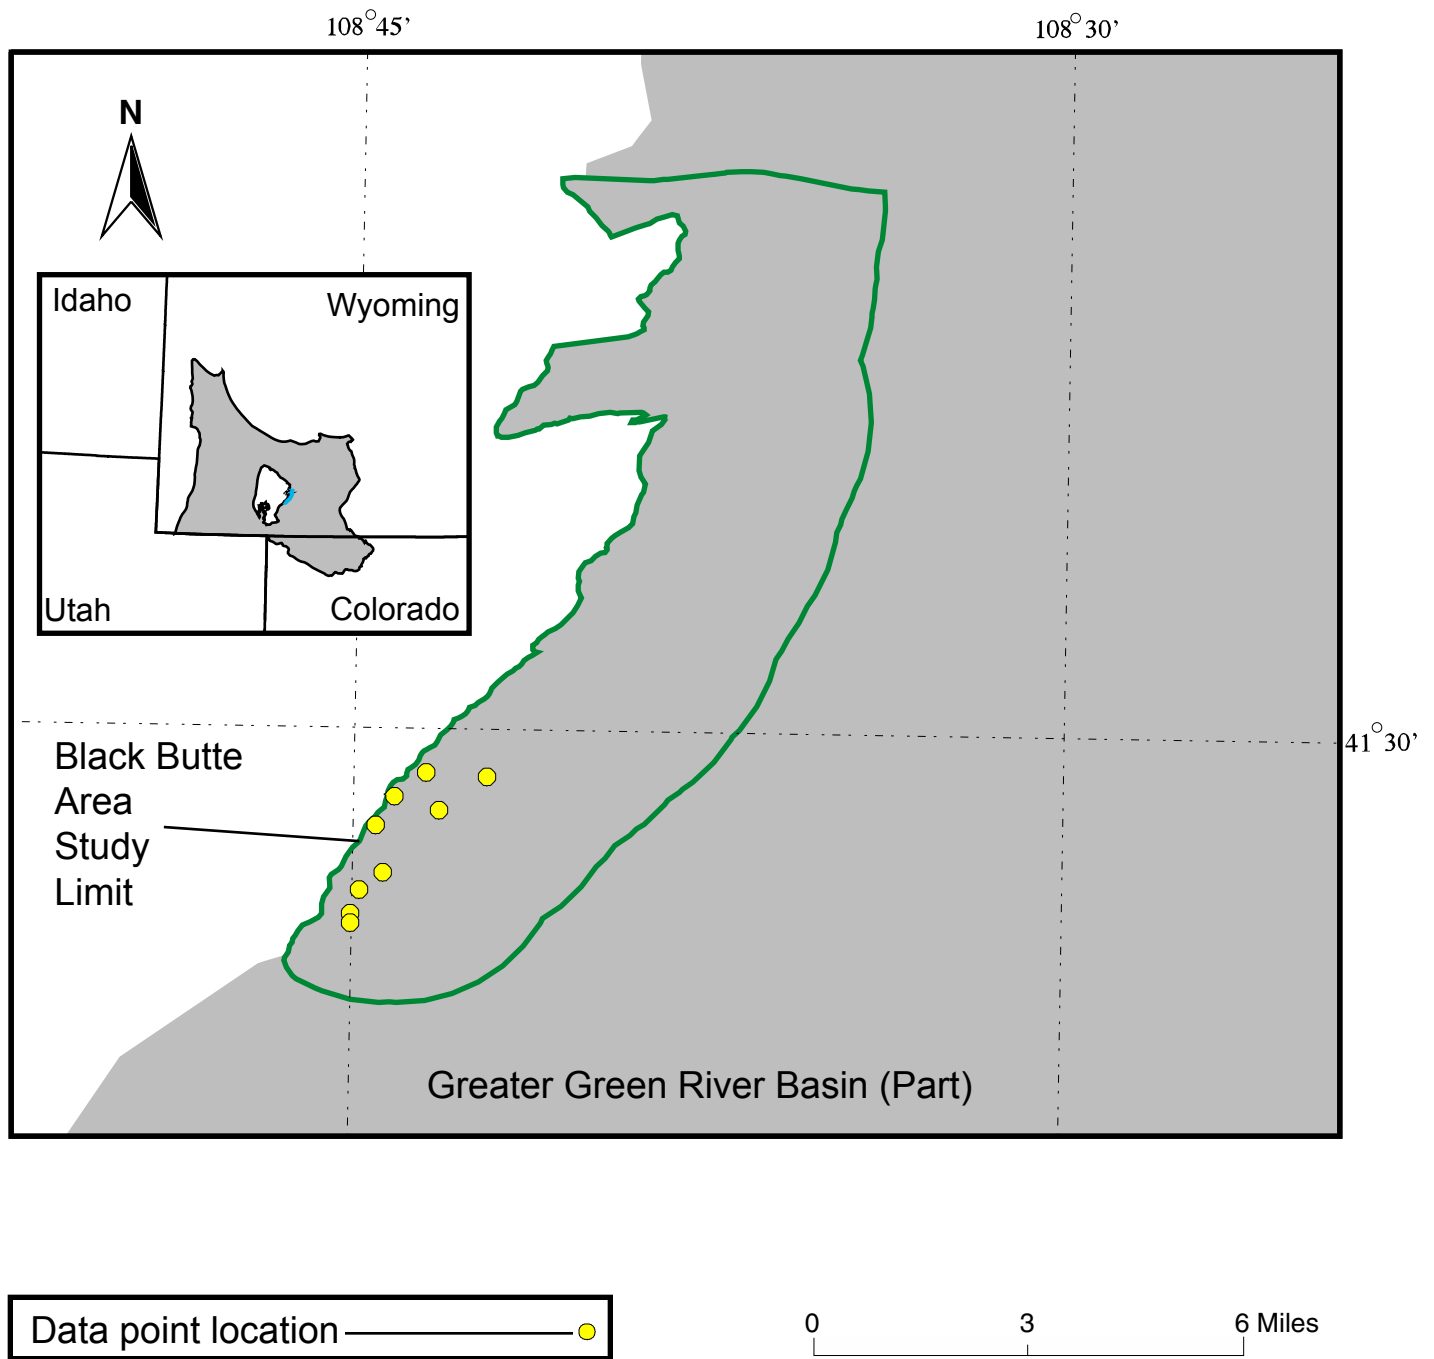 108°45’
108°30’
N
Idaho
Wyoming
Utah
Colorado
41°30’
Black Butte
Area
Study
Limit
Greater Green River Basin (Part)
Data point location
0 3 6 Miles